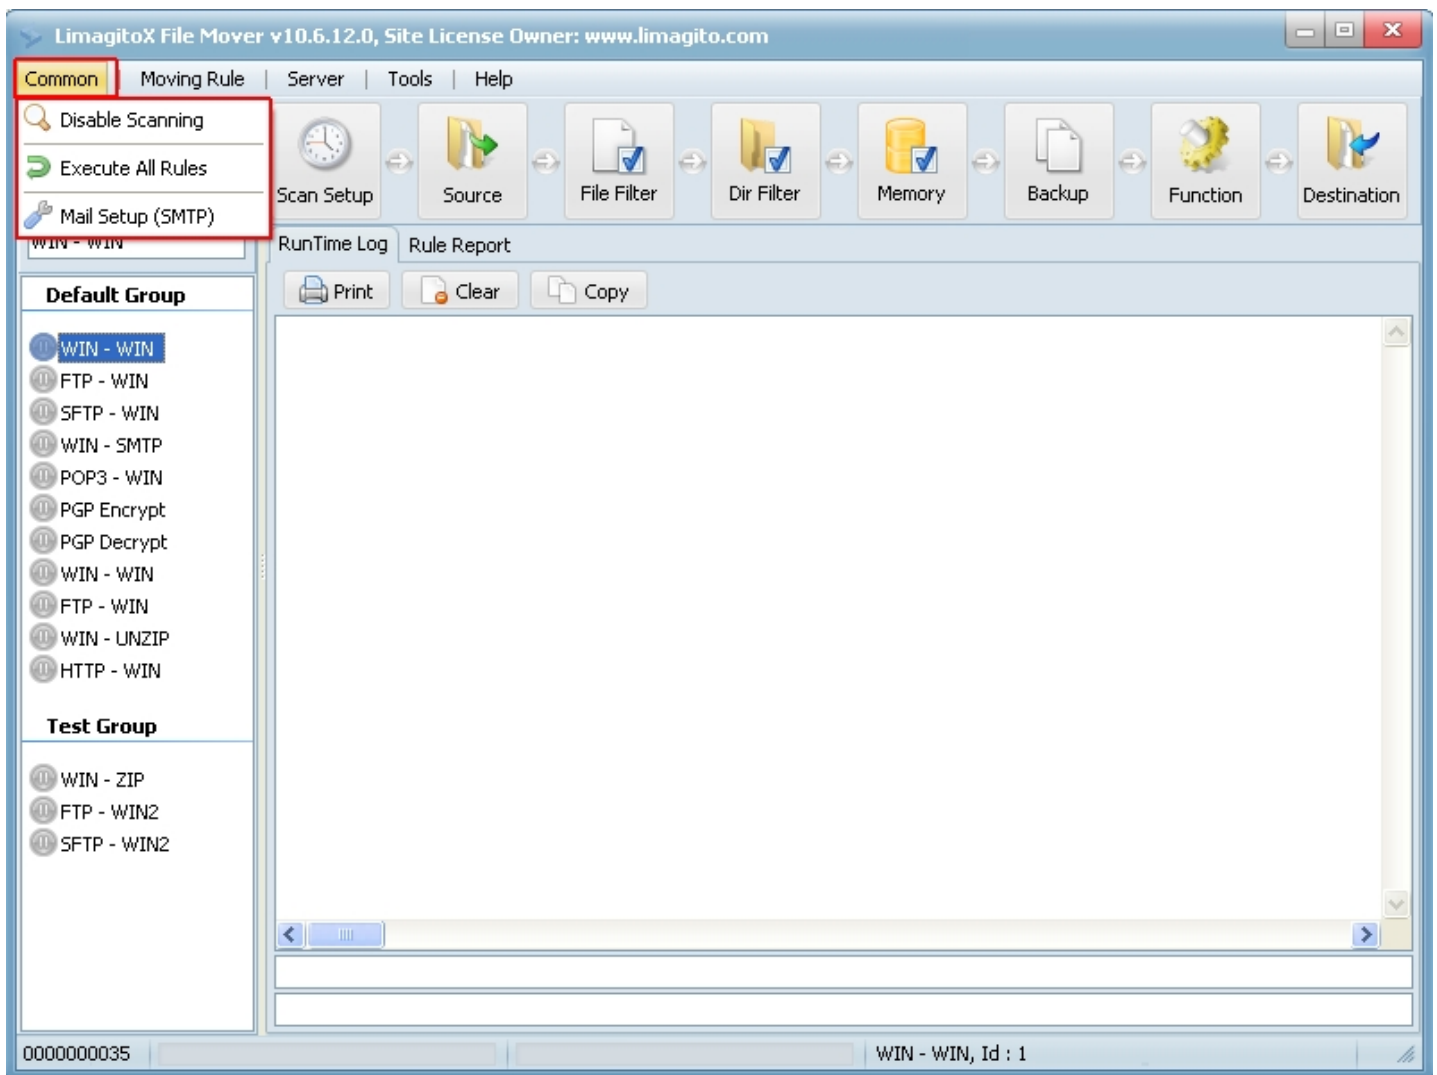 LimagitoX File Mover v10.6.12.0, Site License Owner: www.limagito.com
Common | Moving Rule | Server | Tools | Help
Disable Scanning
Execute All Rules
Mail Setup (SMTP)
Scan Setup
Source
File Filter
Dir Filter
Memory
Backup
Function
Destination
WIN - WIN
RunTime Log
Rule Report
Print
Clear
Copy
Default Group
WIN - WIN
FTP - WIN
SFTP - WIN
WIN - SMTP
POP3 - WIN
PGP Encrypt
PGP Decrypt
WIN - WIN
FTP - WIN
WIN - UNZIP
HTTP - WIN
Test Group
WIN - ZIP
FTP - WIN2
SFTP - WIN2
0000000035
WIN - WIN, Id : 1